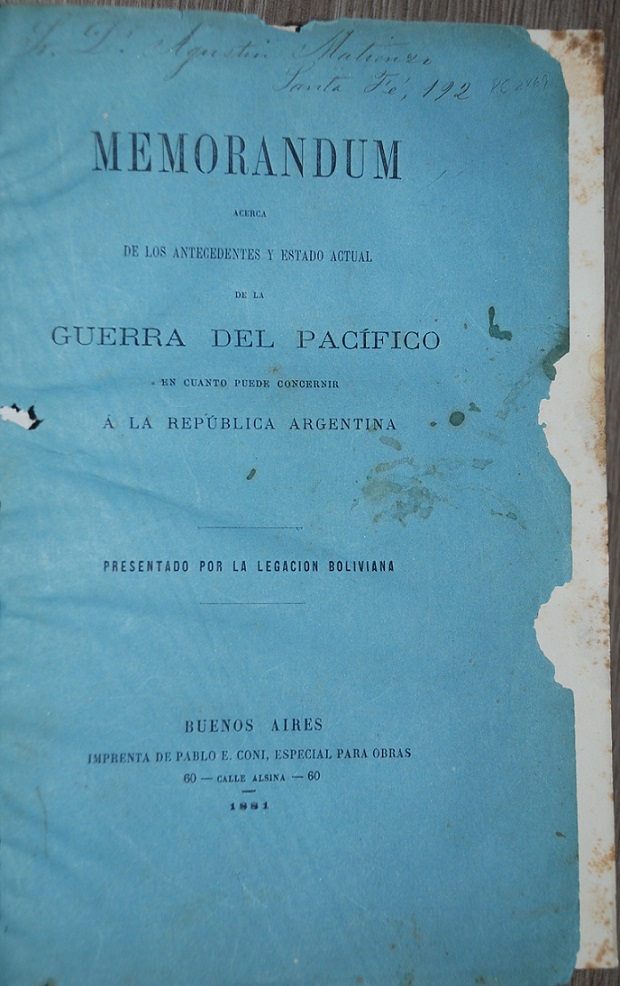 Sr. Dr. Agustin Matienzo
Santa Fé, 192
MEMORANDUM
ACERCA
DE LOS ANTECEDENTES Y ESTADO ACTUAL
DE LA
GUERRA DEL PACÍFICO
EN CUANTO PUEDE CONCERNIR
Á LA REPÚBLICA ARGENTINA
PRESENTADO POR LA LEGACION BOLIVIANA
BUENOS AIRES
IMPRENTA DE PABLO E. CONI, ESPECIAL PARA OBRAS
60 — CALLE ALSINA — 60
1881